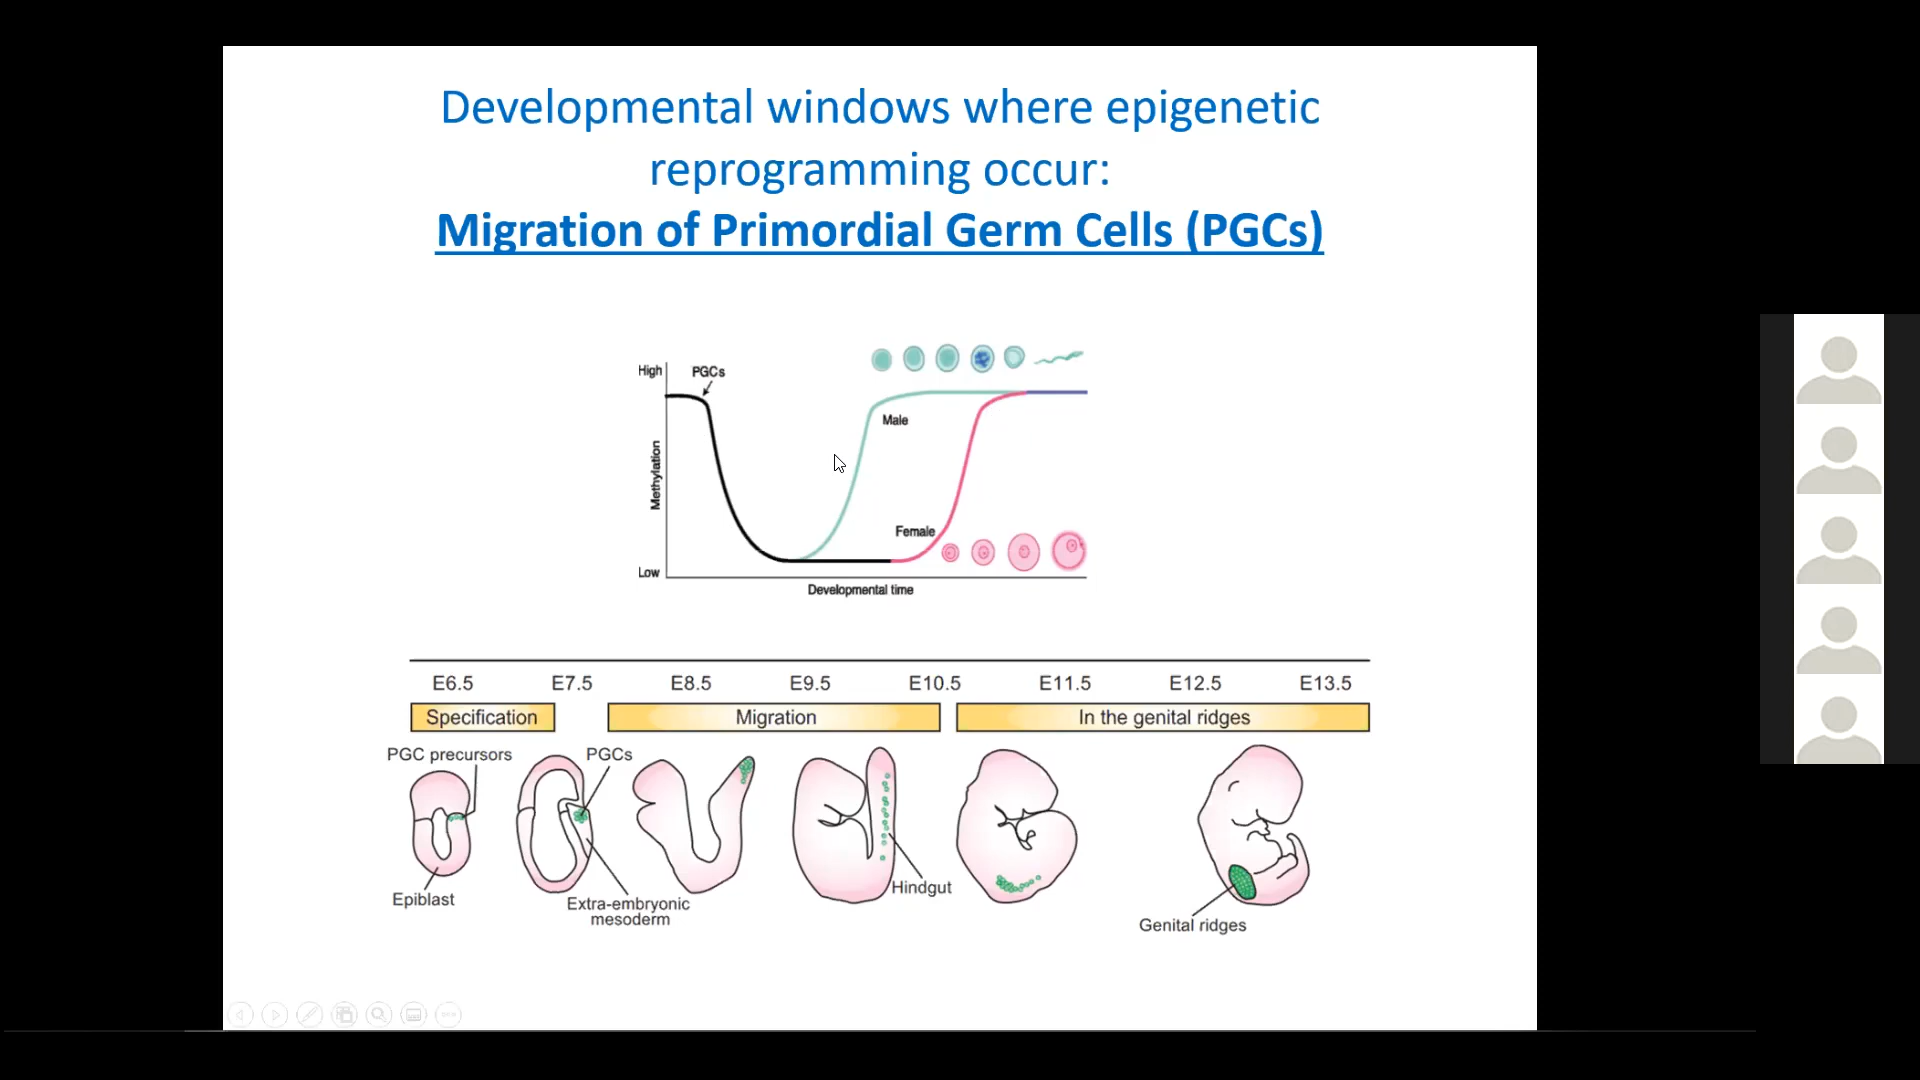 Developmental windows where epigenetic
reprogramming occur:
Migration of Primordial Germ Cells (PGCs)
High
PGCs
Male
Methylation
Female
Low
Developmental time
E6.5 E7.5 E8.5 E9.5 E10.5 E11.5 E12.5 E13.5
Specification Migration In the genital ridges
PGC precursors PGCs
Hindgut
Epiblast
Extra-embryonic
mesoderm
Genital ridges